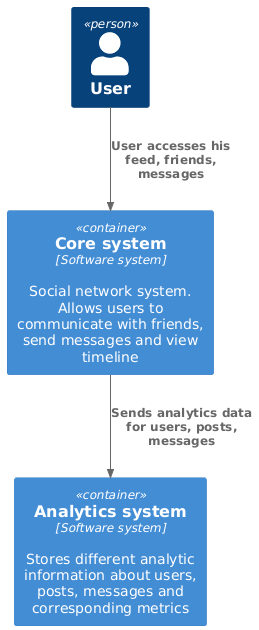 «person»
User
User accesses his
feed, friends,
messages
«container»
Core system
[Software system]
Social network system.
Allows users to
communicate with friends,
send messages and view
timeline
Sends analytics data
for users, posts,
messages
«container»
Analytics system
[Software system]
Stores different analytic
information about users,
posts, messages and
corresponding metrics